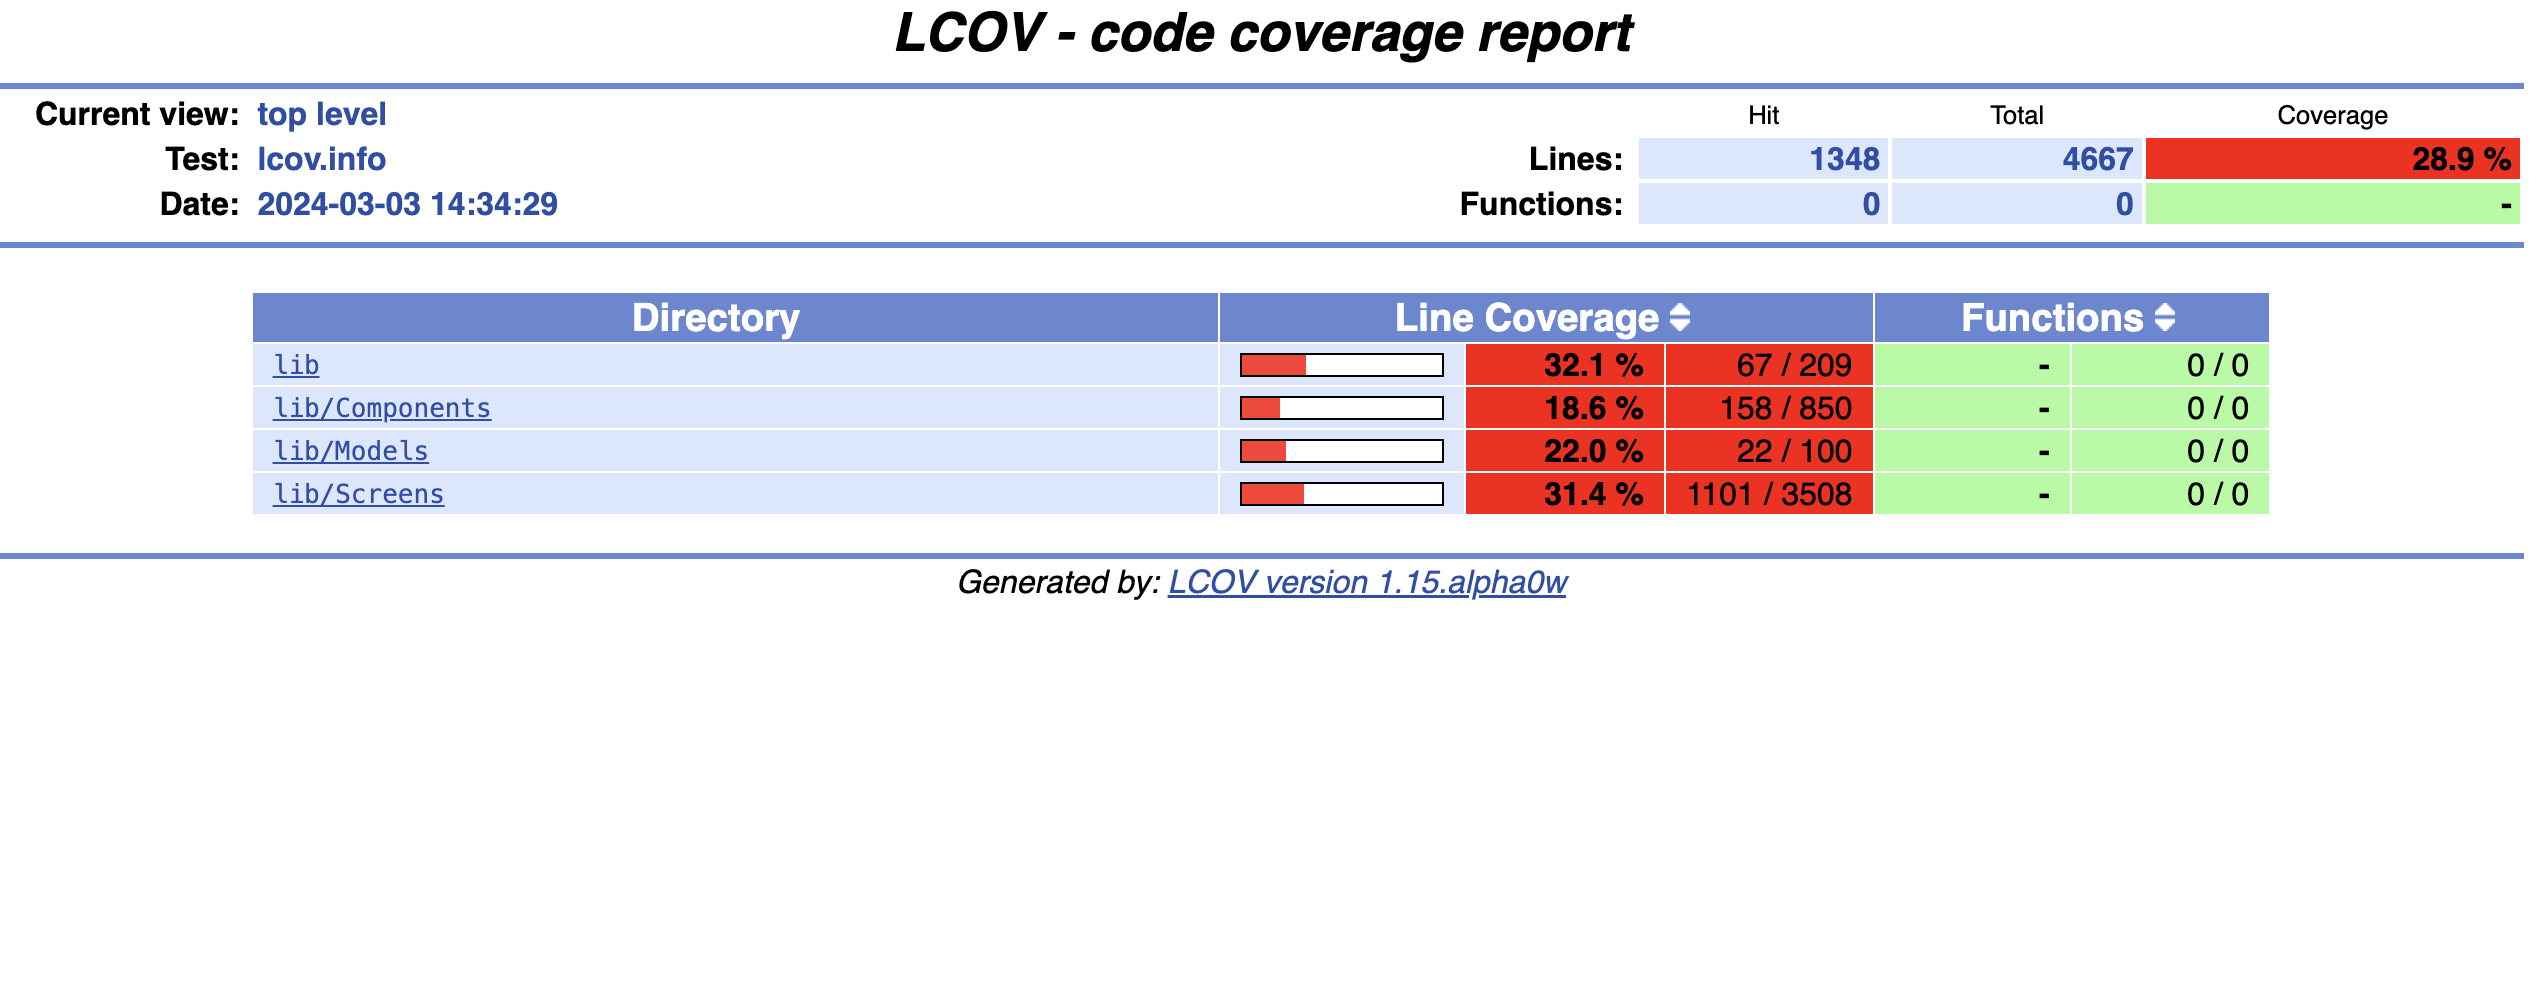 LCOV - code coverage report
Current view: top level Hit Total Coverage
Test: lcov.info Lines: 1348 4667 28.9 %
Date: 2024-03-03 14:34:29 Functions: 0 0 -
Directory Line Coverage Functions
lib 32.1 % 67 / 209 - 0 / 0
lib/Components 18.6 % 158 / 850 - 0 / 0
lib/Models 22.0 % 22 / 100 - 0 / 0
lib/Screens 31.4 % 1101 / 3508 - 0 / 0
Generated by: LCOV version 1.15.alpha0w